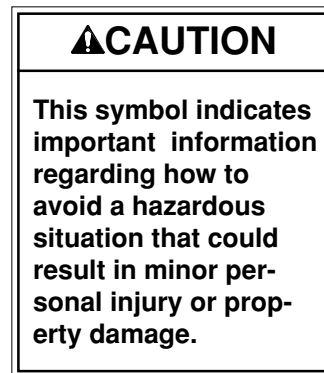 CAUTION
This symbol indicates
important information
regarding how to
avoid a hazardous
situation that could
result in minor per-
sonal injury or prop-
erty damage.